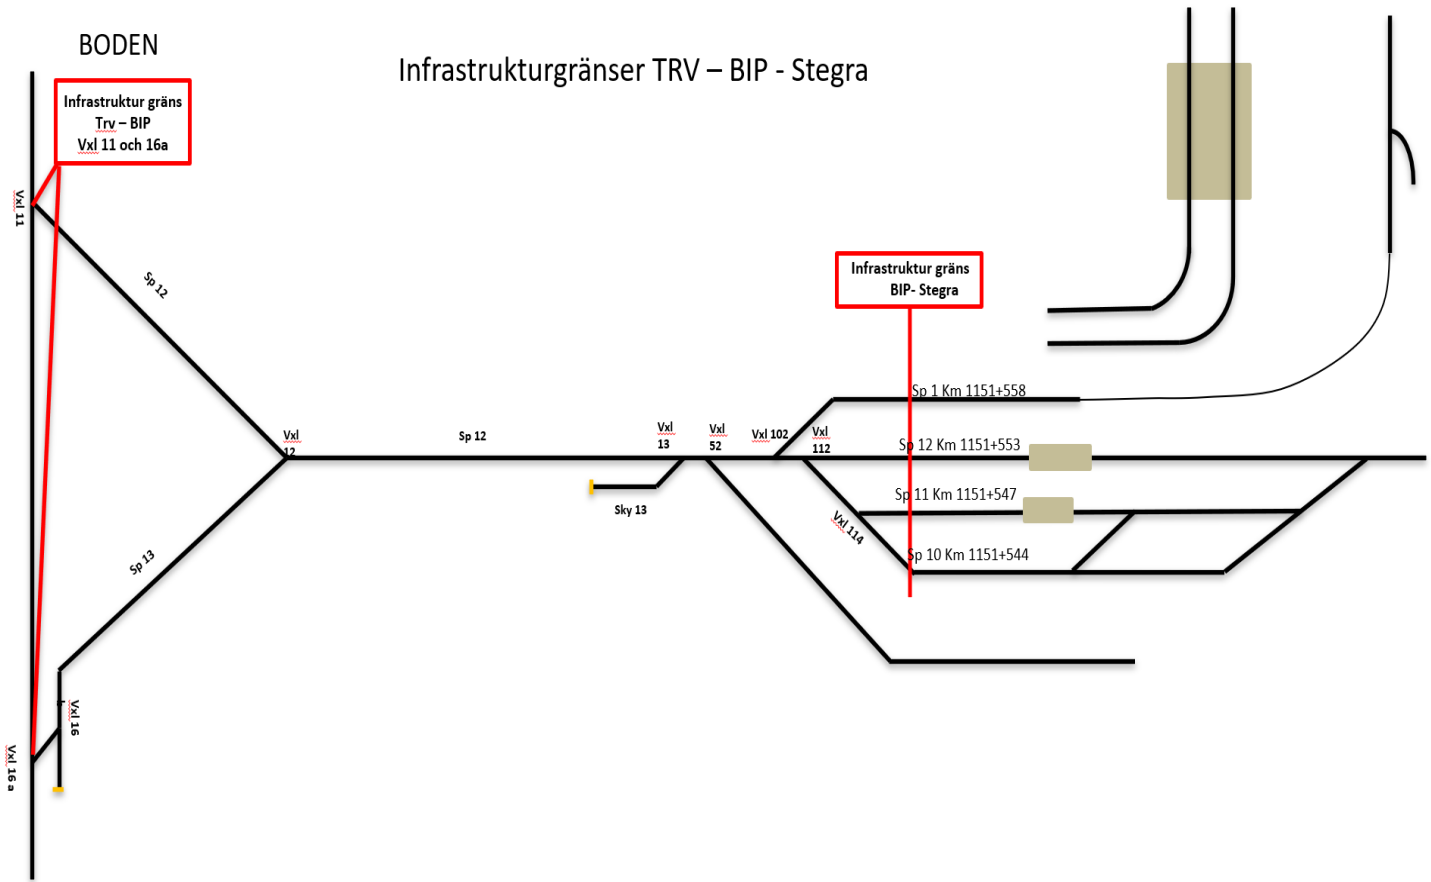 BODEN
Infrastrukturgränser TRV – BIP - Stegra
Infrastruktur gräns
Trv – BIP
Vxl 11 och 16a
Vxl 11
Sp 12
Infrastruktur gräns
BIP- Stegra
Sp 1 Km 1151+558
Vxl
12
Sp 12
Vxl
13
Vxl
52
Vxl 102
Vxl
112
Sp 12 Km 1151+553
Sp 11 Km 1151+547
Sky 13
Vxl 114
Sp 10 Km 1151+544
Sp 13
Vxl 16
Vxl 16 a